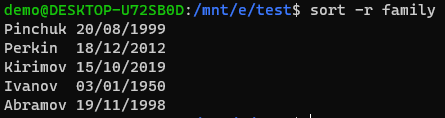 demo@DESKTOP-U72SB0D:/mnt/e/test$ sort -r family
Pinchuk 20/08/1999
Perkin  18/12/2012
Kirimov 15/10/2019
Ivanov  03/01/1950
Abramov 19/11/1998